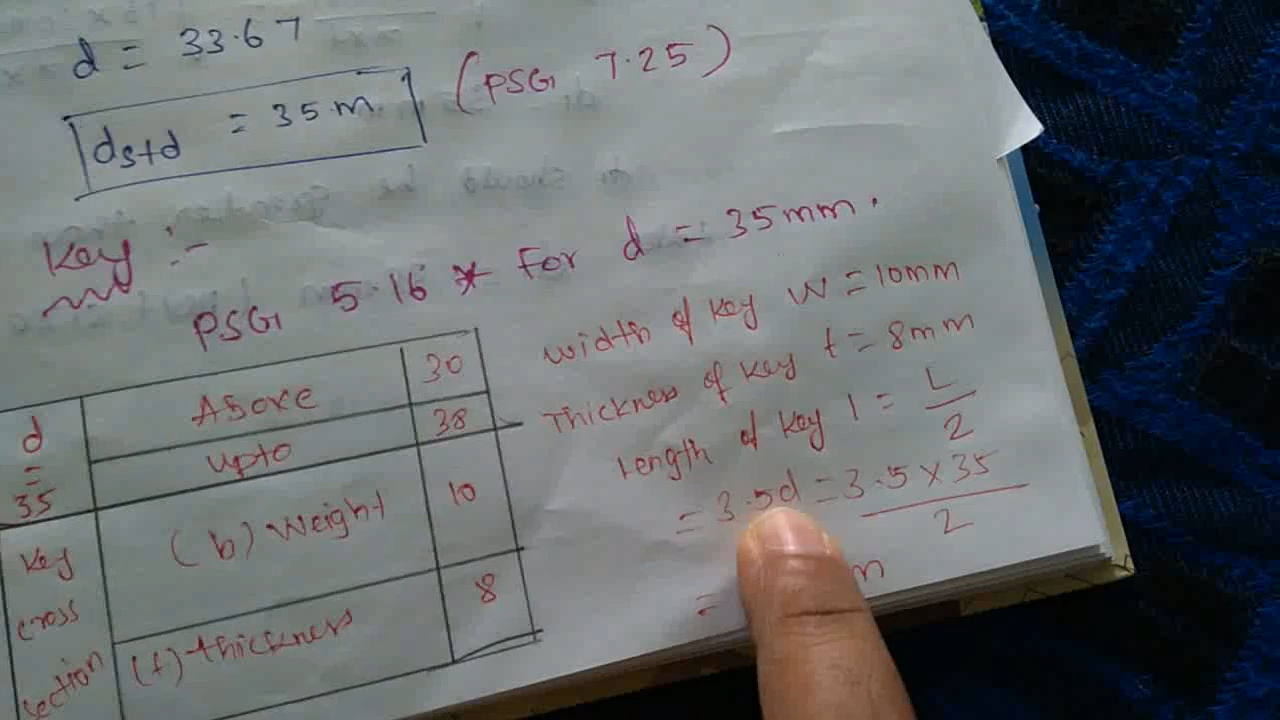 d = 33.67
dstd = 35m. (PSG 7.25)
Key :-
PSG 5.16 * for d = 35mm.
d = 35
Above 30
upto 38
Key cross section
(b) Weight 10
(t) thickness 8
Width of key W = 10mm
Thickness of key t = 8mm
Length of key l = L/2
= 3.5d = 3.5 x 35 / 2
=